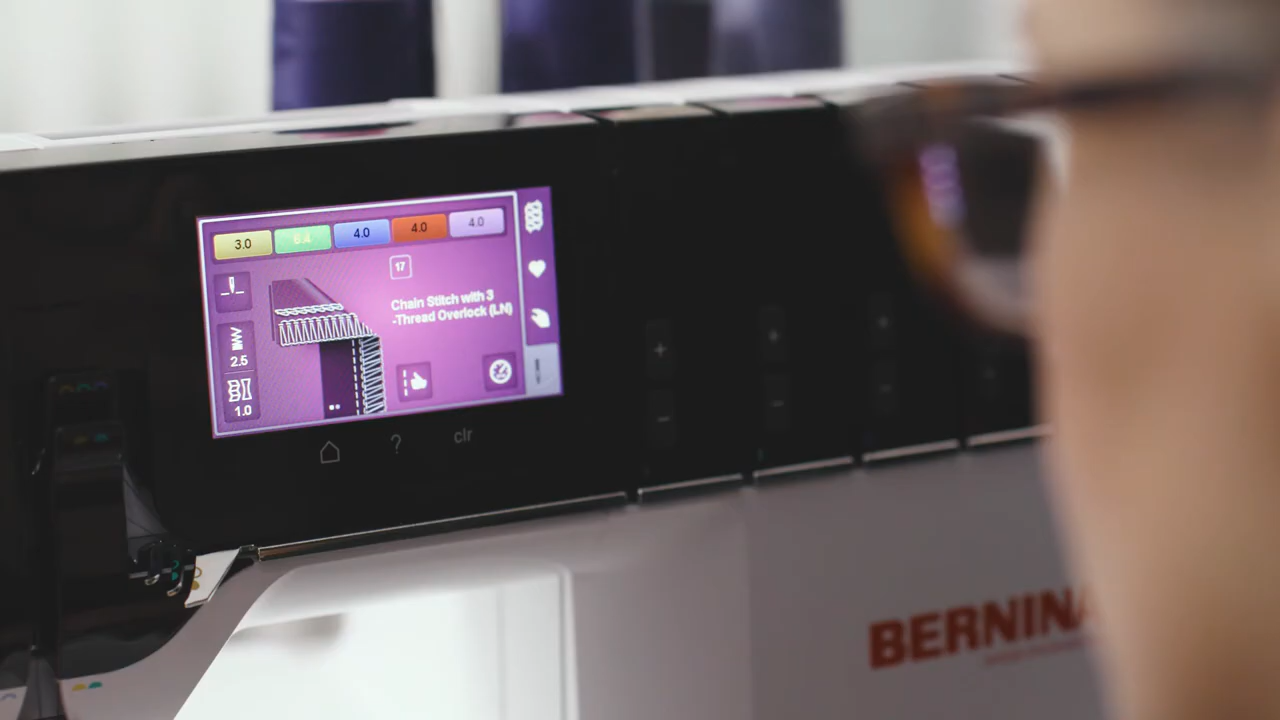 3.0 6.4 4.0 4.0 4.0
17
Chain Stitch with 3
-Thread Overlock (LN)
2.5
1.0
? clr
+ +
- -
BERNINA